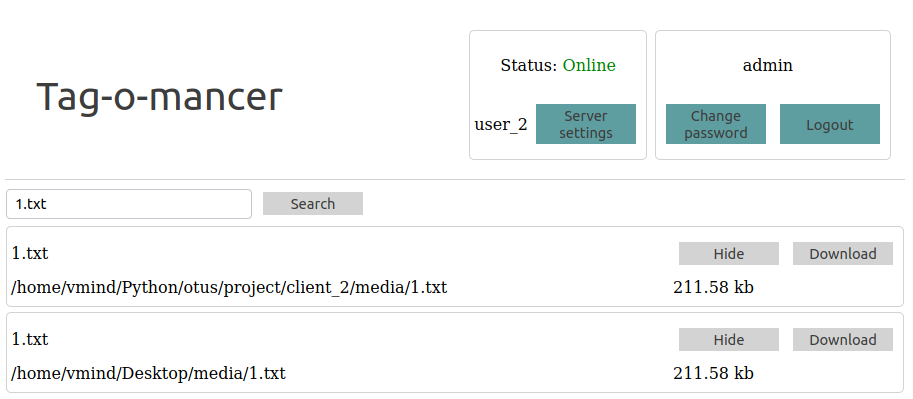 Tag-o-mancer
Status: Online
user_2 Server settings
admin
Change password Logout
1.txt Search
1.txt Hide Download
/home/vmind/Python/otus/project/client_2/media/1.txt 211.58 kb
1.txt Hide Download
/home/vmind/Desktop/media/1.txt 211.58 kb